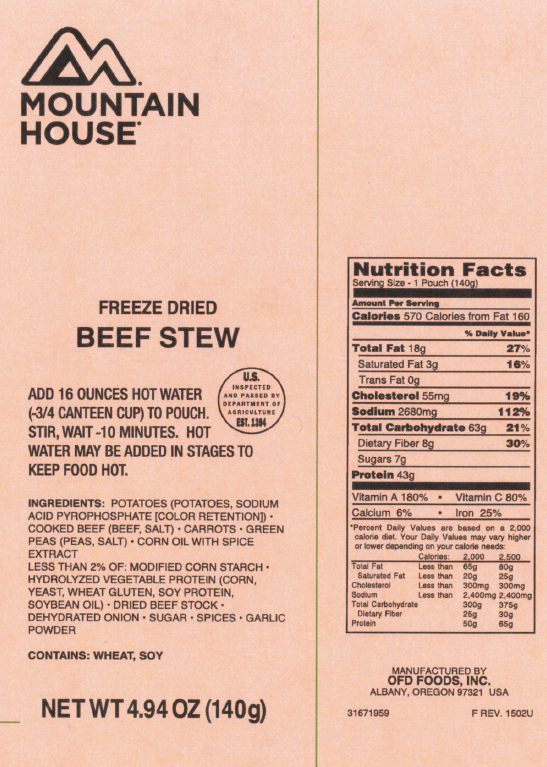 MOUNTAIN
HOUSE
FREEZE DRIED
BEEF STEW
U.S.
INSPECTED
AND PASSED BY
DEPARTMENT OF
AGRICULTURE
EST. 1394
ADD 16 OUNCES HOT WATER
(~3/4 CANTEEN CUP) TO POUCH.
STIR, WAIT ~10 MINUTES. HOT
WATER MAY BE ADDED IN STAGES TO
KEEP FOOD HOT.
INGREDIENTS: POTATOES (POTATOES, SODIUM
ACID PYROPHOSPHATE [COLOR RETENTION]) •
COOKED BEEF (BEEF, SALT) • CARROTS • GREEN
PEAS (PEAS, SALT) • CORN OIL WITH SPICE
EXTRACT
LESS THAN 2% OF: MODIFIED CORN STARCH •
HYDROLYZED VEGETABLE PROTEIN (CORN,
YEAST, WHEAT GLUTEN, SOY PROTEIN,
SOYBEAN OIL) • DRIED BEEF STOCK •
DEHYDRATED ONION • SUGAR • SPICES • GARLIC
POWDER
CONTAINS: WHEAT, SOY
NET WT 4.94 OZ (140g)
Nutrition Facts
Serving Size - 1 Pouch (140g)
Amount Per Serving
Calories 570 Calories from Fat 160
% Daily Value*
Total Fat 18g 27%
Saturated Fat 3g 16%
Trans Fat 0g
Cholesterol 55mg 19%
Sodium 2680mg 112%
Total Carbohydrate 63g 21%
Dietary Fiber 8g 30%
Sugars 7g
Protein 43g
Vitamin A 180% • Vitamin C 80%
Calcium 6% • Iron 25%
*Percent Daily Values are based on a 2,000
calorie diet. Your Daily Values may vary higher
or lower depending on your calorie needs:
Calories: 2,000 2,500
Total Fat Less than 65g 80g
Saturated Fat Less than 20g 25g
Cholesterol Less than 300mg 300mg
Sodium Less than 2,400mg 2,400mg
Total Carbohydrate 300g 375g
Dietary Fiber 25g 30g
Protein 50g 65g
MANUFACTURED BY
OFD FOODS, INC.
ALBANY, OREGON 97321 USA
31671959 F REV. 1502U